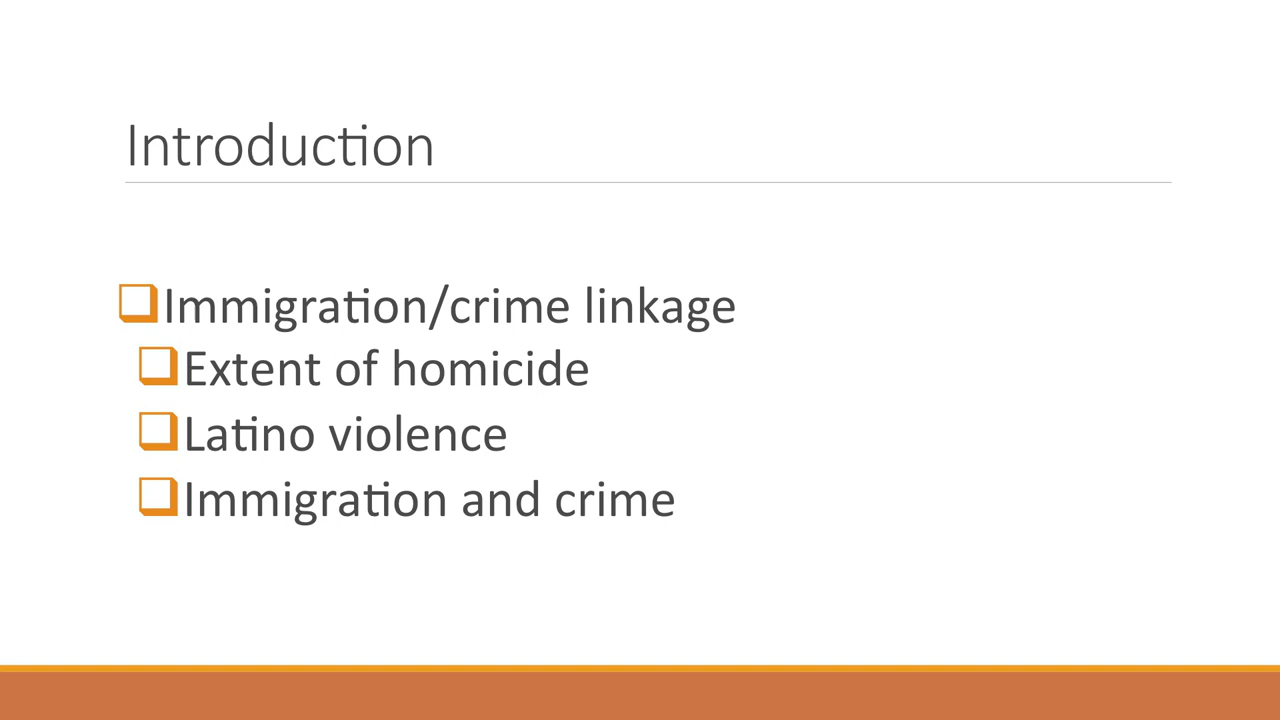 Introduction
Immigration/crime linkage
Extent of homicide
Latino violence
Immigration and crime